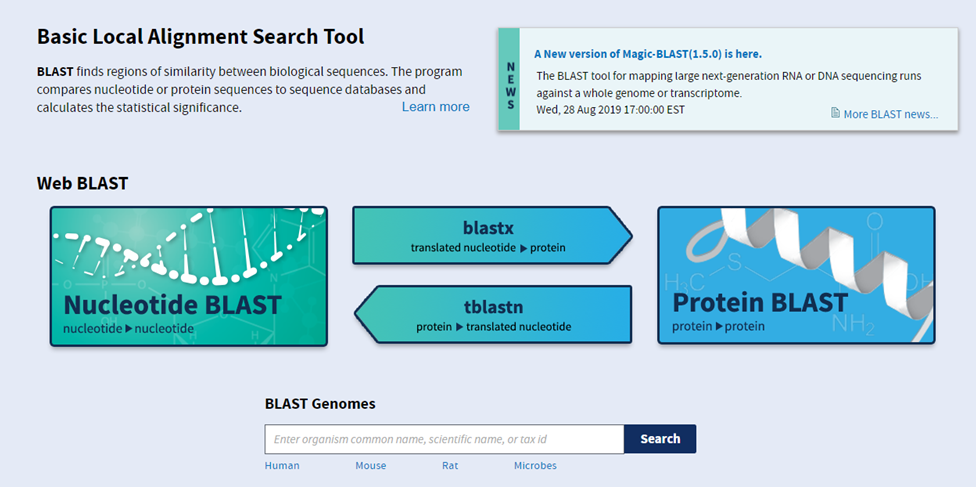 Basic Local Alignment Search Tool
BLAST finds regions of similarity between biological sequences. The program
compares nucleotide or protein sequences to sequence databases and
calculates the statistical significance.
Learn more
NEWS
A New version of Magic-BLAST(1.5.0) is here.
The BLAST tool for mapping large next-generation RNA or DNA sequencing runs
against a whole genome or transcriptome.
Wed, 28 Aug 2019 17:00:00 EST
More BLAST news...
Web BLAST
Nucleotide BLAST
nucleotide ▶ nucleotide
blastx
translated nucleotide ▶ protein
tblastn
protein ▶ translated nucleotide
H₃C
S
O
OH
NH₂
Protein BLAST
protein ▶ protein
BLAST Genomes
Enter organism common name, scientific name, or tax id
Search
Human Mouse Rat Microbes